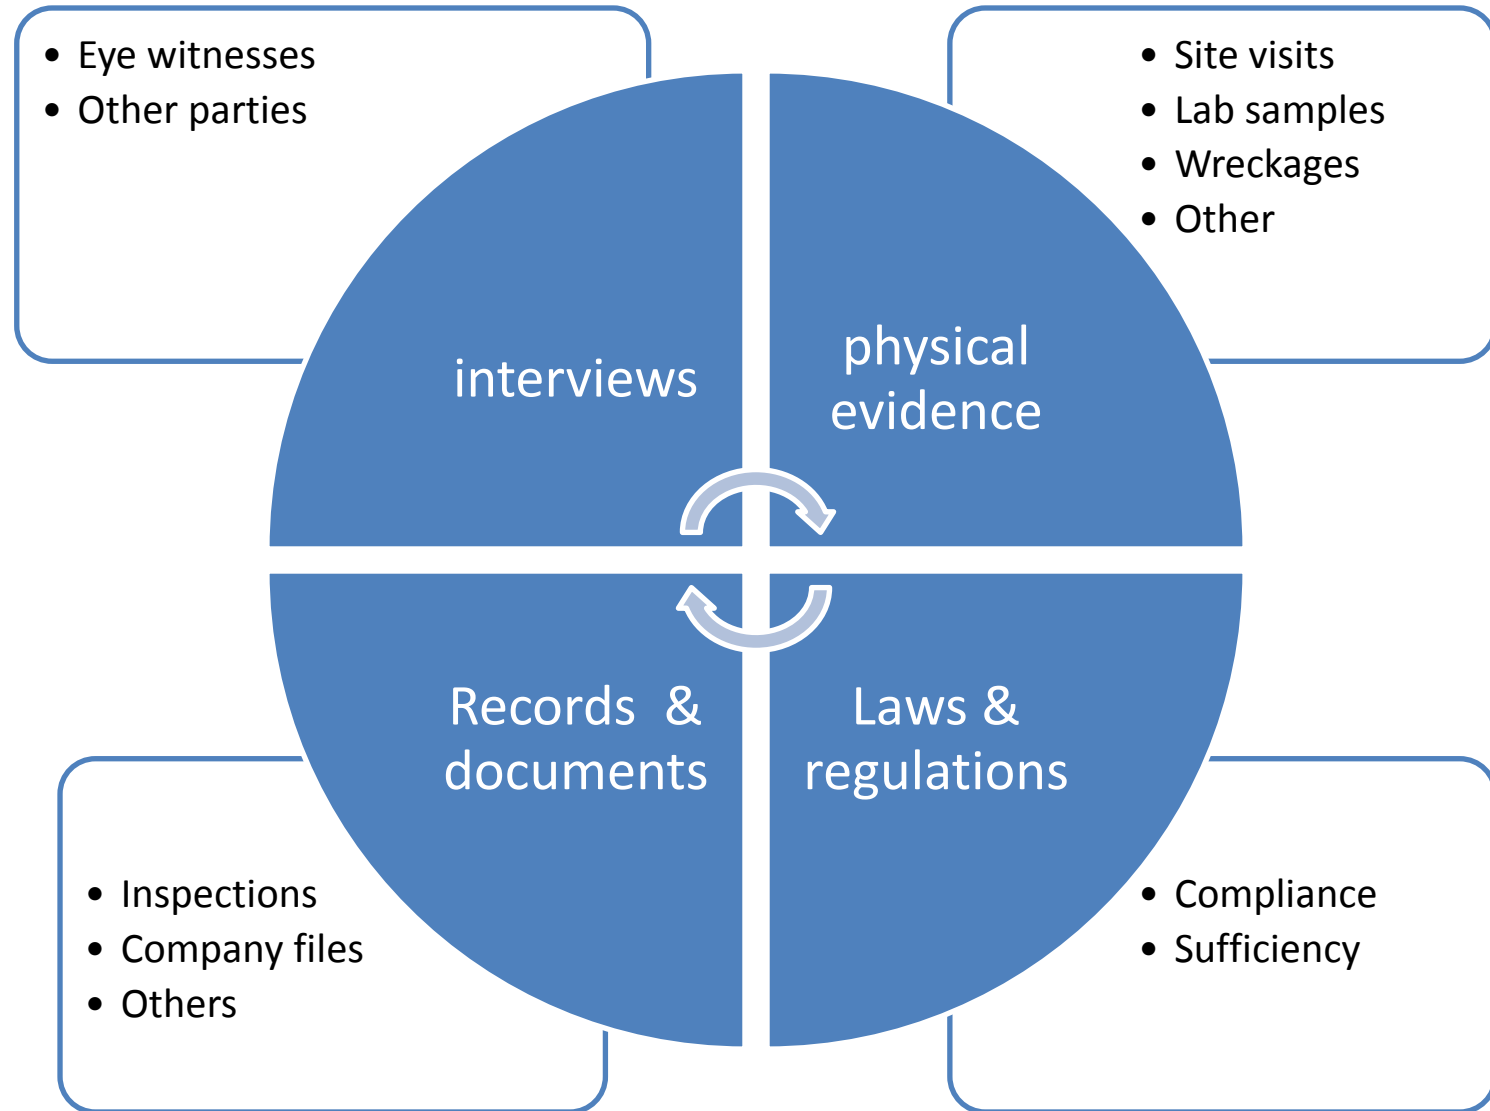 • Eye witnesses
• Other parties
• Site visits
• Lab samples
• Wreckages
• Other
interviews
physical
evidence
Records & 
documents
Laws &
regulations
• Inspections
• Company files
• Others
• Compliance
• Sufficiency